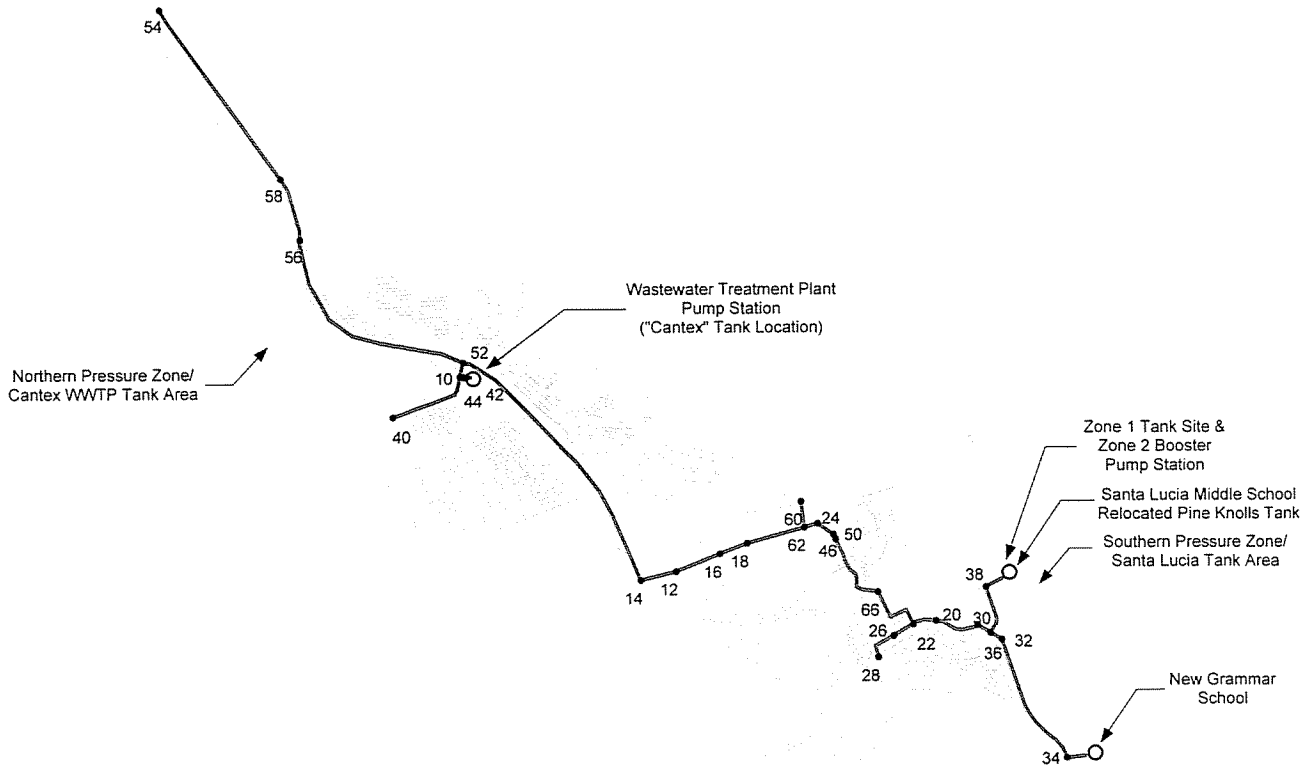 54
58
56
Wastewater Treatment Plant
Pump Station
("Cantex" Tank Location)
52
Northern Pressure Zone/
Cantex WWTP Tank Area
10
44
42
40
Zone 1 Tank Site &
Zone 2 Booster
Pump Station
Santa Lucia Middle School
Relocated Pine Knolls Tank
Southern Pressure Zone/
Santa Lucia Tank Area
60
24
62
50
46
18
16
12
14
38
66
20
30
26
22
36
32
28
New Grammar
School
34